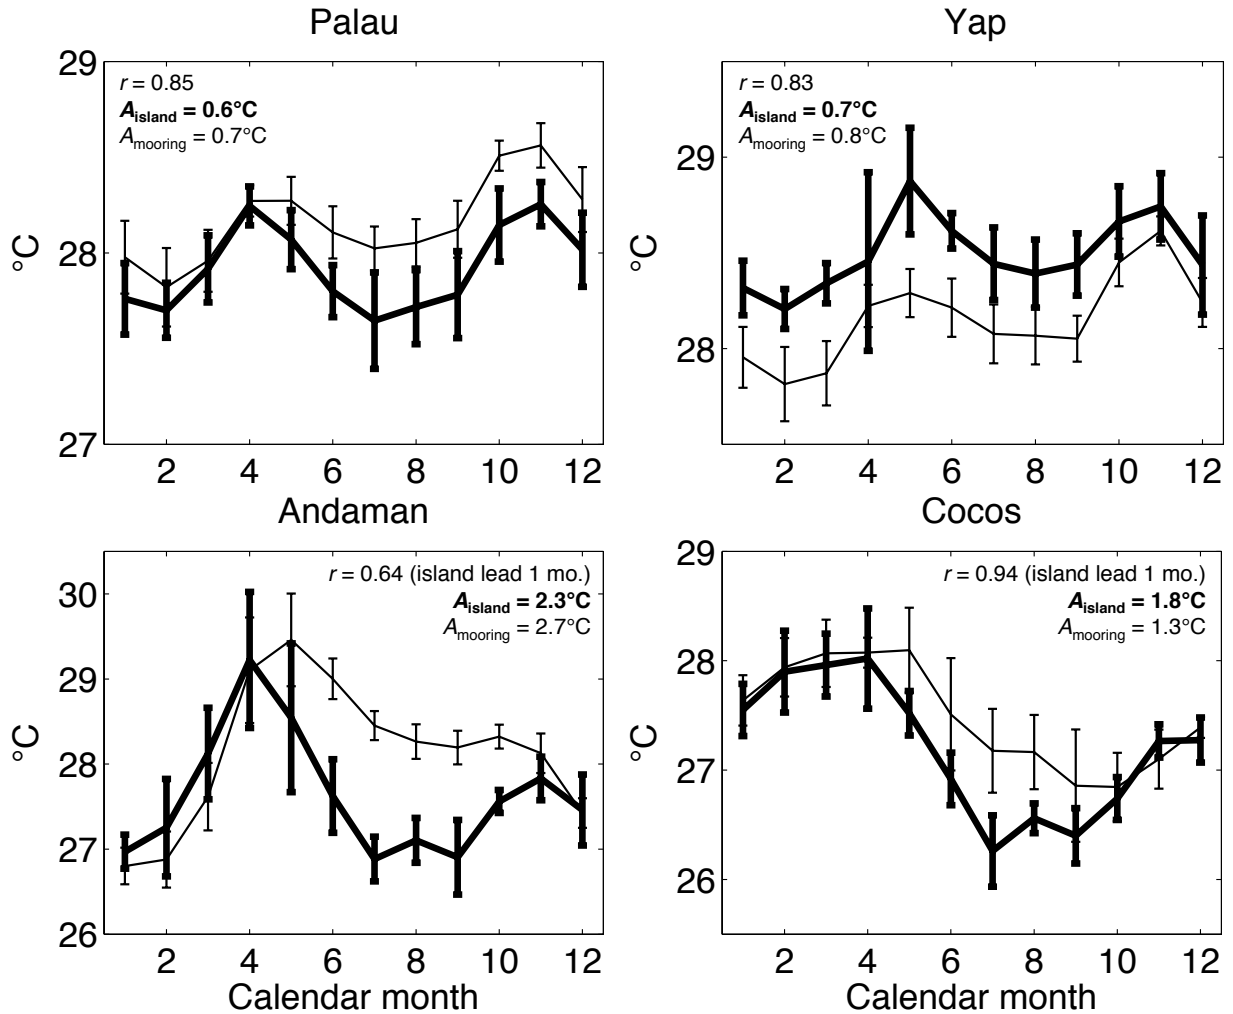 Palau
r = 0.85
A_island = 0.6°C
A_mooring = 0.7°C
29
28
27
°C
2 4 6 8 10 12
Yap
r = 0.83
A_island = 0.7°C
A_mooring = 0.8°C
29
28
°C
2 4 6 8 10 12
Andaman
r = 0.64 (island lead 1 mo.)
A_island = 2.3°C
A_mooring = 2.7°C
30
29
28
27
26
°C
2 4 6 8 10 12
Calendar month
Cocos
r = 0.94 (island lead 1 mo.)
A_island = 1.8°C
A_mooring = 1.3°C
29
28
27
26
°C
2 4 6 8 10 12
Calendar month